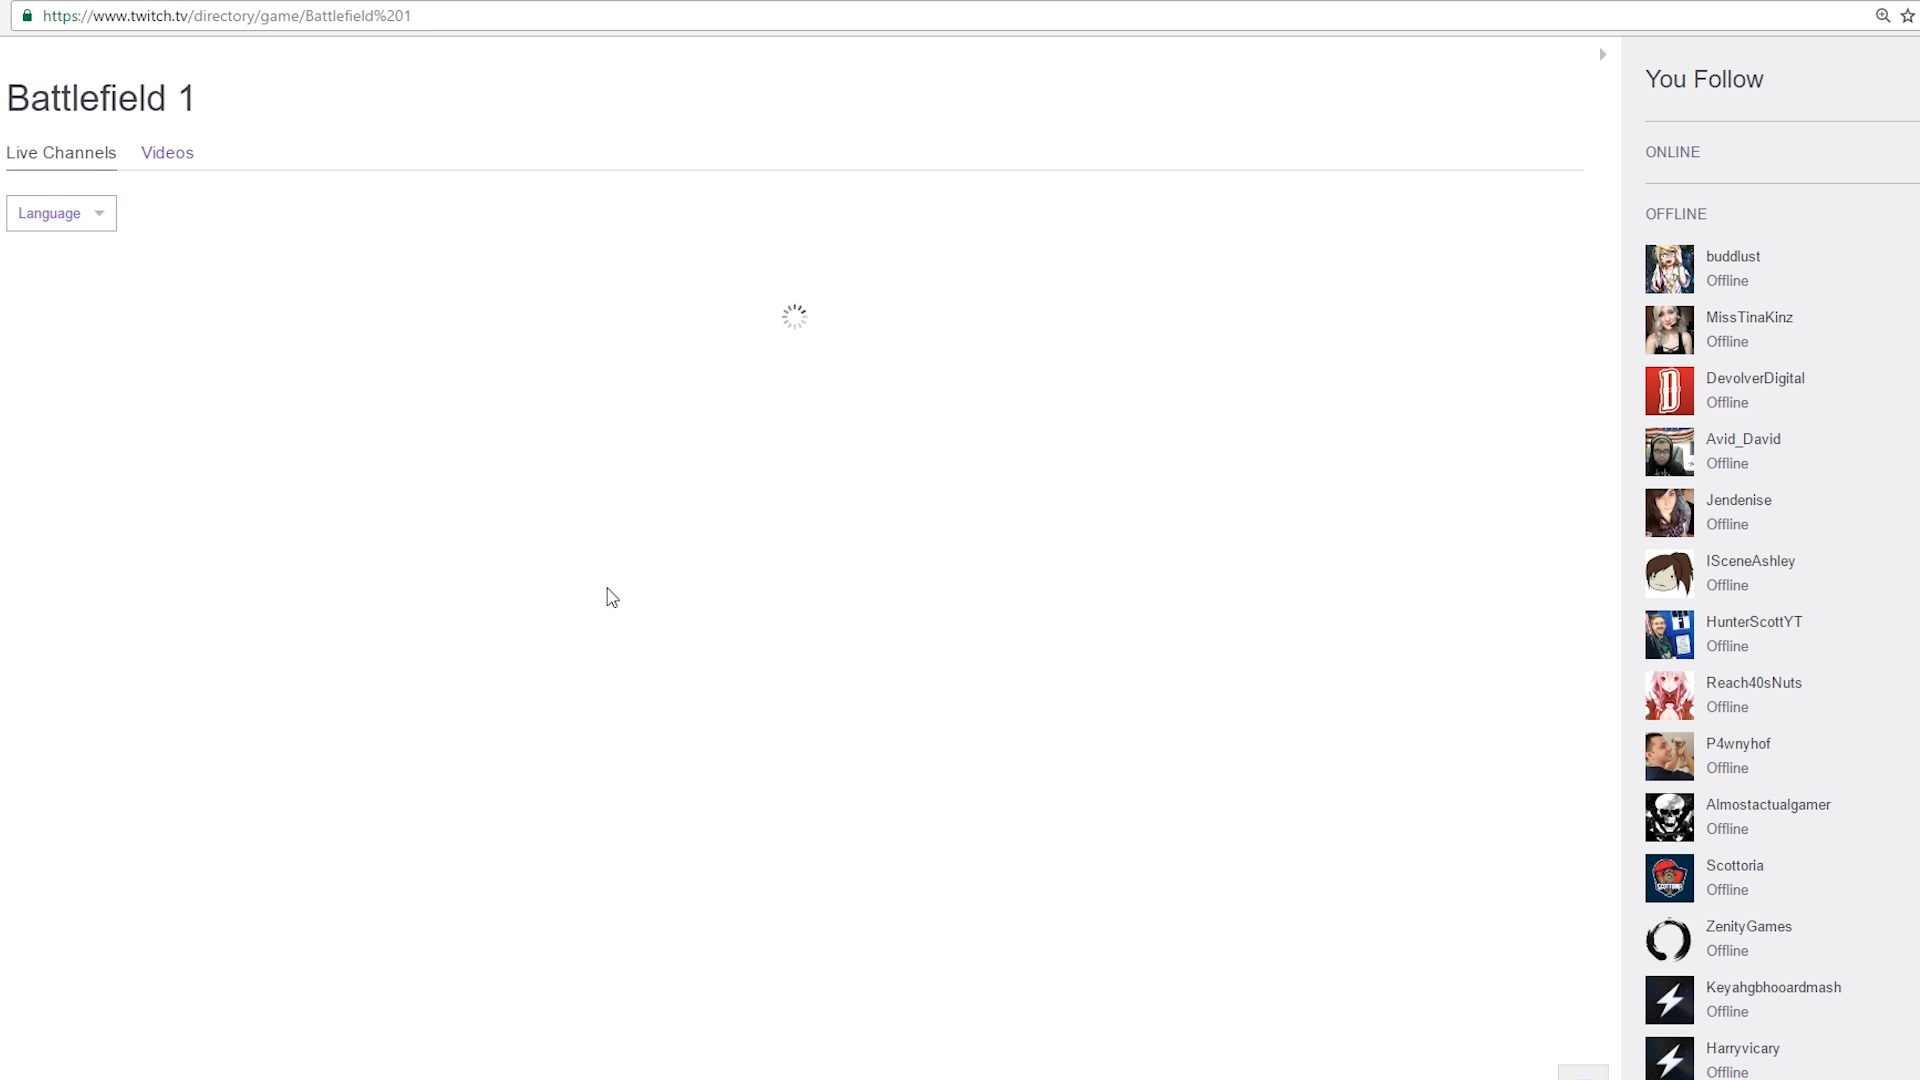 https://www.twitch.tv/directory/game/Battlefield%201
Battlefield 1
Live Channels
Videos
Language
You Follow
ONLINE
OFFLINE
buddlust
Offline
MissTinaKinz
Offline
DevolverDigital
Offline
Avid_David
Offline
Jendenise
Offline
ISceneAshley
Offline
HunterScottYT
Offline
Reach40sNuts
Offline
P4wnyhof
Offline
Almostactualgamer
Offline
Scottoria
Offline
ZenityGames
Offline
Keyahgbhooardmash
Offline
Harryvicary
Offline